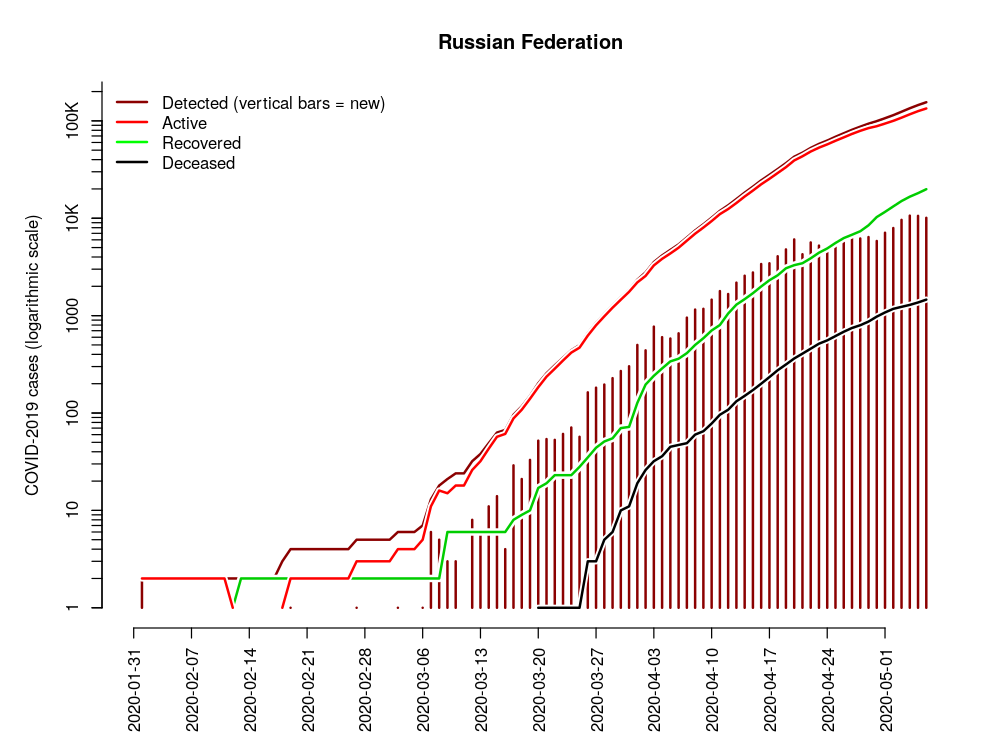 Russian Federation
Detected (vertical bars = new)
Active
Recovered
Deceased
COVID-2019 cases (logarithmic scale)
100K
10K
1000
100
10
1
2020-01-31
2020-02-07
2020-02-14
2020-02-21
2020-02-28
2020-03-06
2020-03-13
2020-03-20
2020-03-27
2020-04-03
2020-04-10
2020-04-17
2020-04-24
2020-05-01